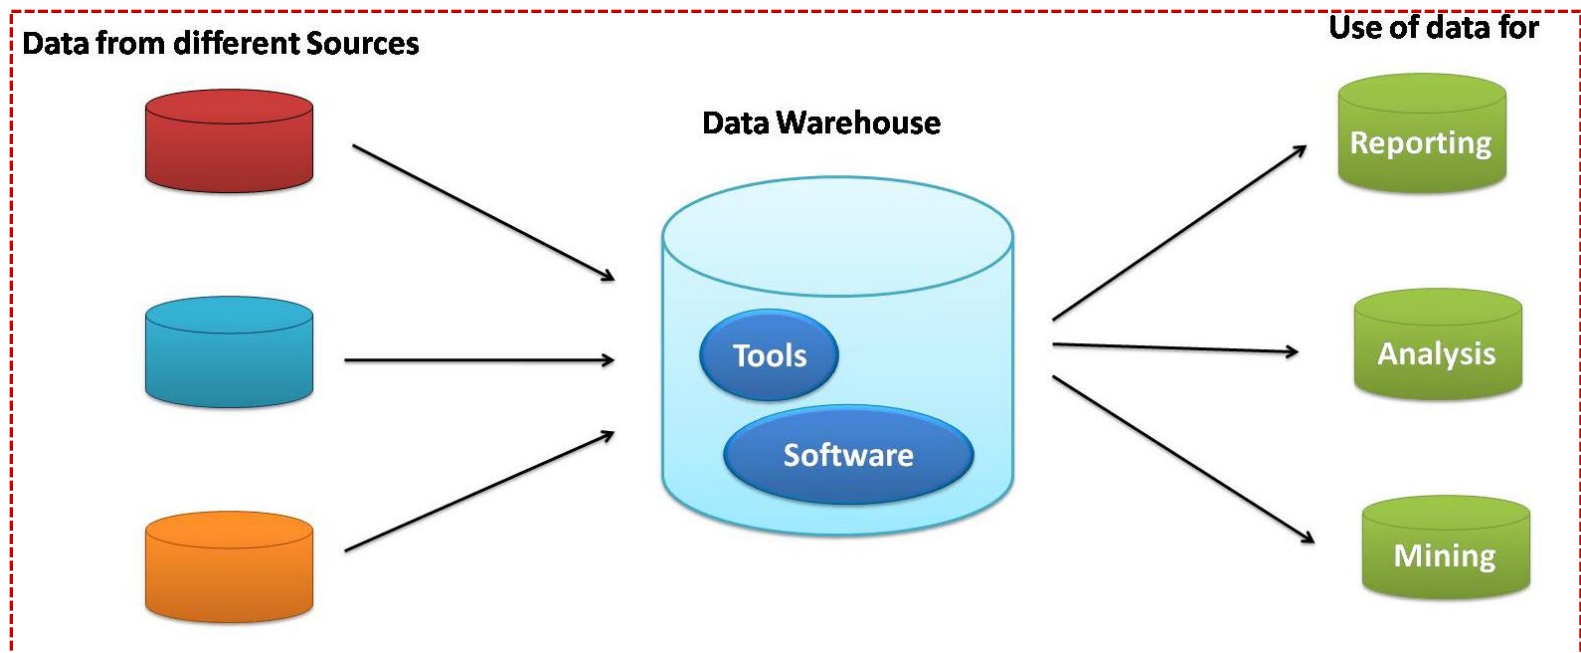 Data from different Sources
Use of data for
Data Warehouse
Reporting
Tools
Analysis
Software
Mining